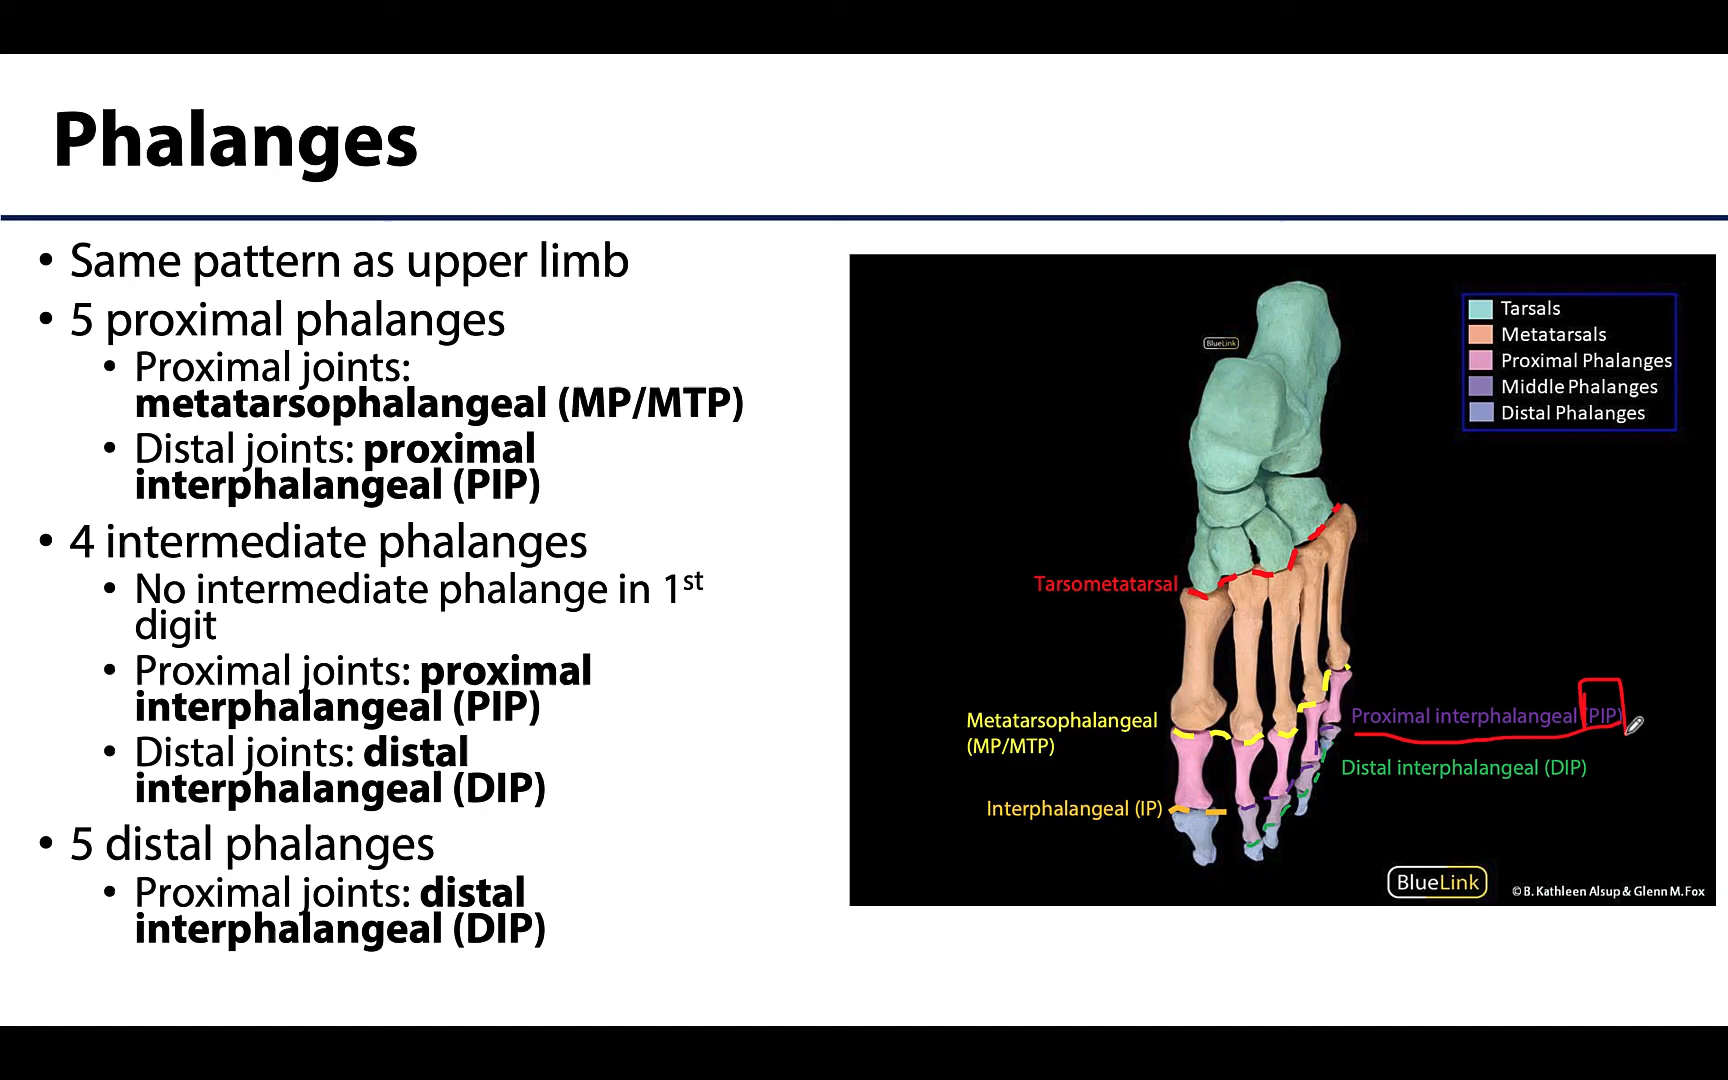 Phalanges
• Same pattern as upper limb
• 5 proximal phalanges
• Proximal joints:
metatarsophalangeal (MP/MTP)
• Distal joints: proximal
interphalangeal (PIP)
• 4 intermediate phalanges
• No intermediate phalange in 1st
digit
• Proximal joints: proximal
interphalangeal (PIP)
• Distal joints: distal
interphalangeal (DIP)
• 5 distal phalanges
• Proximal joints: distal
interphalangeal (DIP)
BlueLink
Tarsals
Metatarsals
Proximal Phalanges
Middle Phalanges
Distal Phalanges
Tarsometatarsal
Metatarsophalangeal
(MP/MTP)
Interphalangeal (IP)
Proximal interphalangeal (PIP)
Distal interphalangeal (DIP)
BlueLink
© B. Kathleen Alsup & Glenn M. Fox